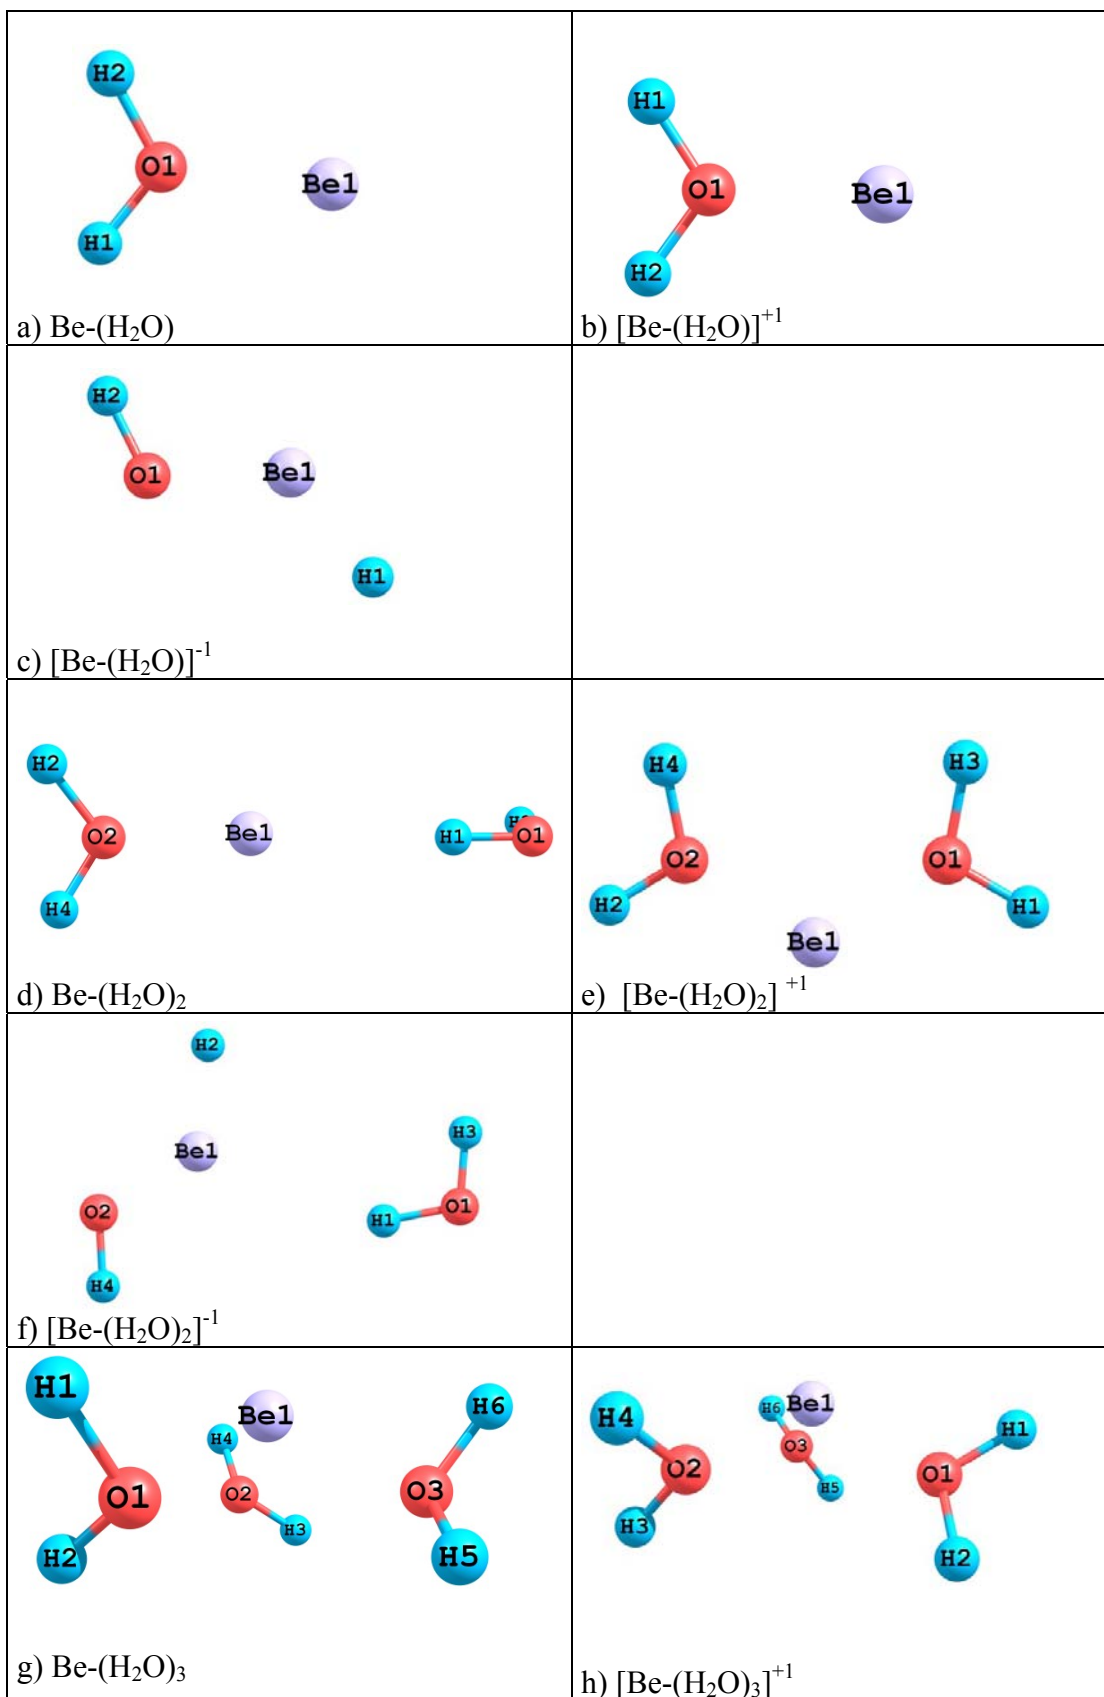 H2
O1
Be1
H1
a) Be-(H₂O)
H1
O1
Be1
H2
b) [Be-(H₂O)]⁺¹
H2
O1
Be1
H1
c) [Be-(H₂O)]⁻¹
H2
O2
Be1
H1
O1
H4
d) Be-(H₂O)₂
H4
H3
O2
O1
H2
H1
Be1
e) [Be-(H₂O)₂] ⁺¹
H2
H3
Be1
O2
O1
H1
H4
f) [Be-(H₂O)₂]⁻¹
H1
Be1
H6
H4
O1
O2
O3
H3
H2
H5
g) Be-(H₂O)₃
H4
H6
Be1
H1
O3
O2
O1
H5
H3
H2
h) [Be-(H₂O)₃]⁺¹